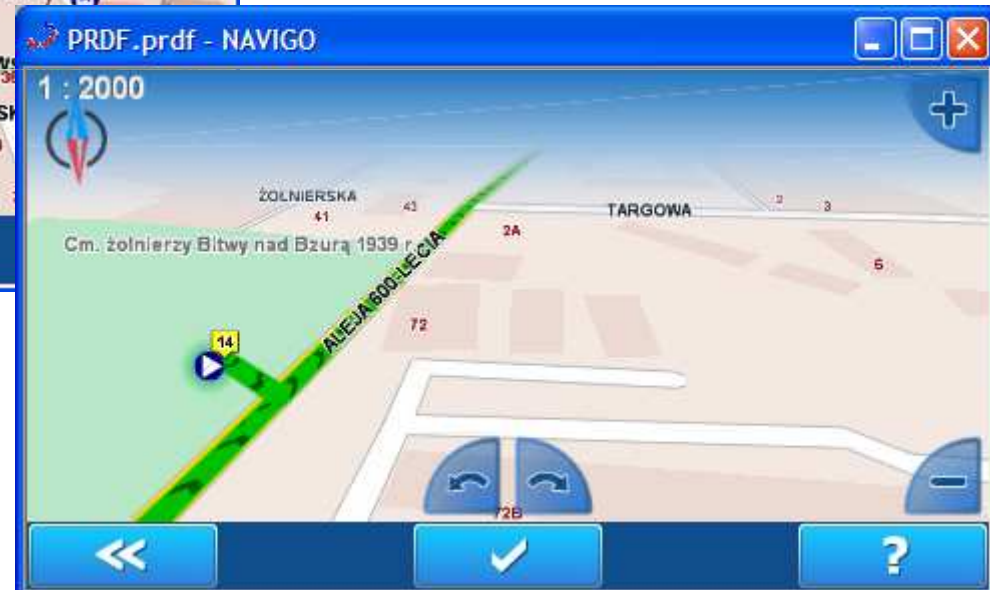 PRDF.prdf - NAVIGO
1 : 2000
ŻOŁNIERSKA
41
43
TARGOWA
2
3
2A
Cm. żolnierzy Bitwy nad Bzurą 1939 r.
ALEJA 600-LECIA
6
72
14
72B
?